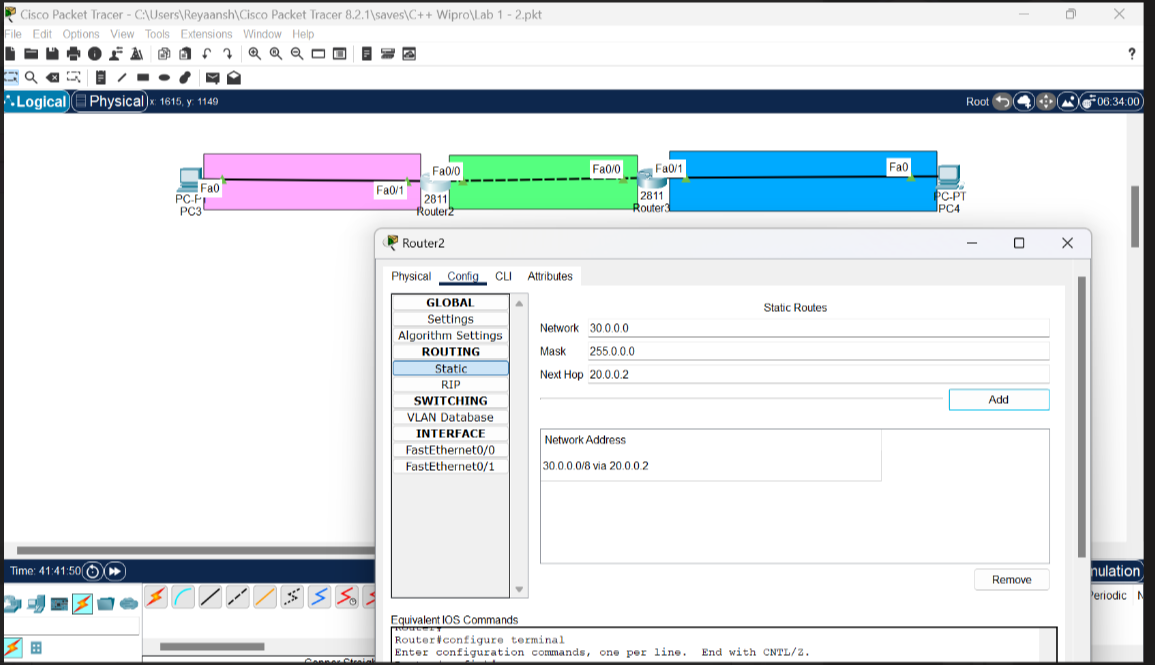 Cisco Packet Tracer - C:\Users\Reyaansh\Cisco Packet Tracer 8.2.1\saves\C++ Wipro\Lab 1 - 2.pkt
File Edit Options View Tools Extensions Window Help
?
Logical Physical x: 1615, y: 1149
Root 06:34:00
Fa0/0 Fa0/0 Fa0/1 Fa0
Fa0 Fa0/1
PC-P 2811 2811 PC-PT
PC3 Router2 Router3 PC4
Router2
Physical Config CLI Attributes
GLOBAL
Settings
Algorithm Settings
ROUTING
Static
RIP
SWITCHING
VLAN Database
INTERFACE
FastEthernet0/0
FastEthernet0/1
Static Routes
Network 30.0.0.0
Mask 255.0.0.0
Next Hop 20.0.0.2
Add
Network Address
30.0.0.0/8 via 20.0.0.2
Remove
Equivalent IOS Commands
Router#configure terminal
Enter configuration commands, one per line. End with CNTL/Z.
Time: 41:41:50
nulation
Periodic